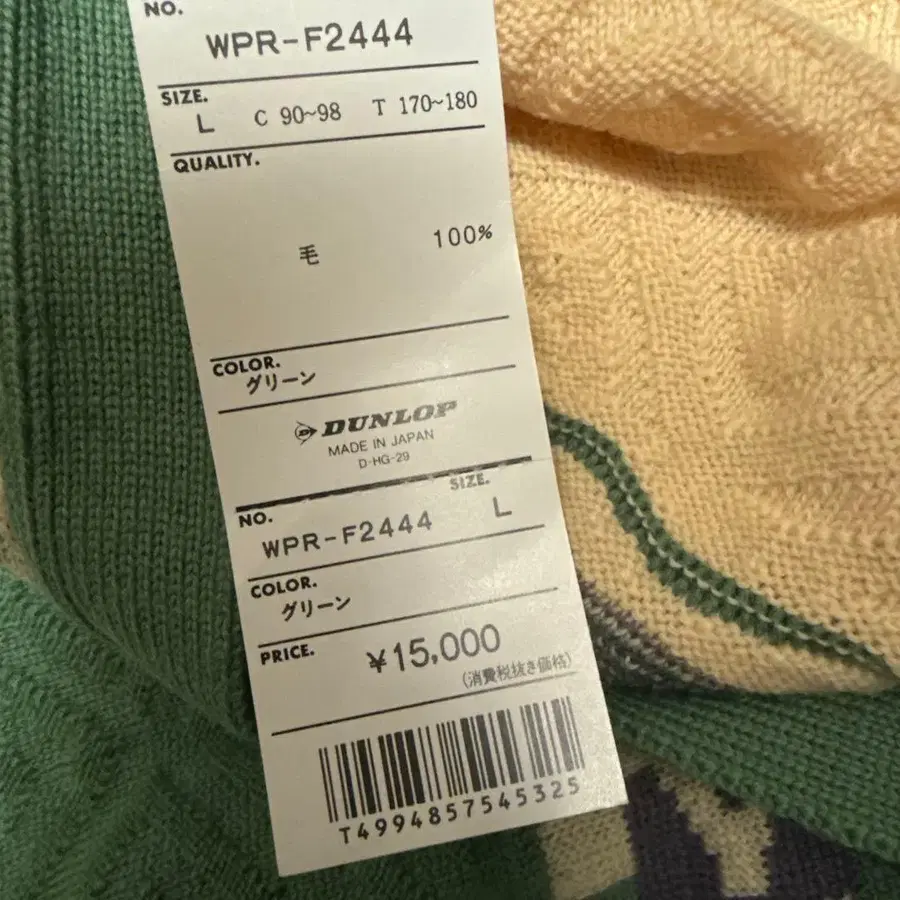 NO.
WPR-F2444
SIZE.
L C 90~98 T 170~180
QUALITY.
毛 100%
COLOR.
グリーン
DUNLOP
MADE IN JAPAN
D-HG-29
NO. SIZE.
WPR-F2444 L
COLOR.
グリーン
PRICE.
¥15,000
(消費税抜き価格)
T4994857545325